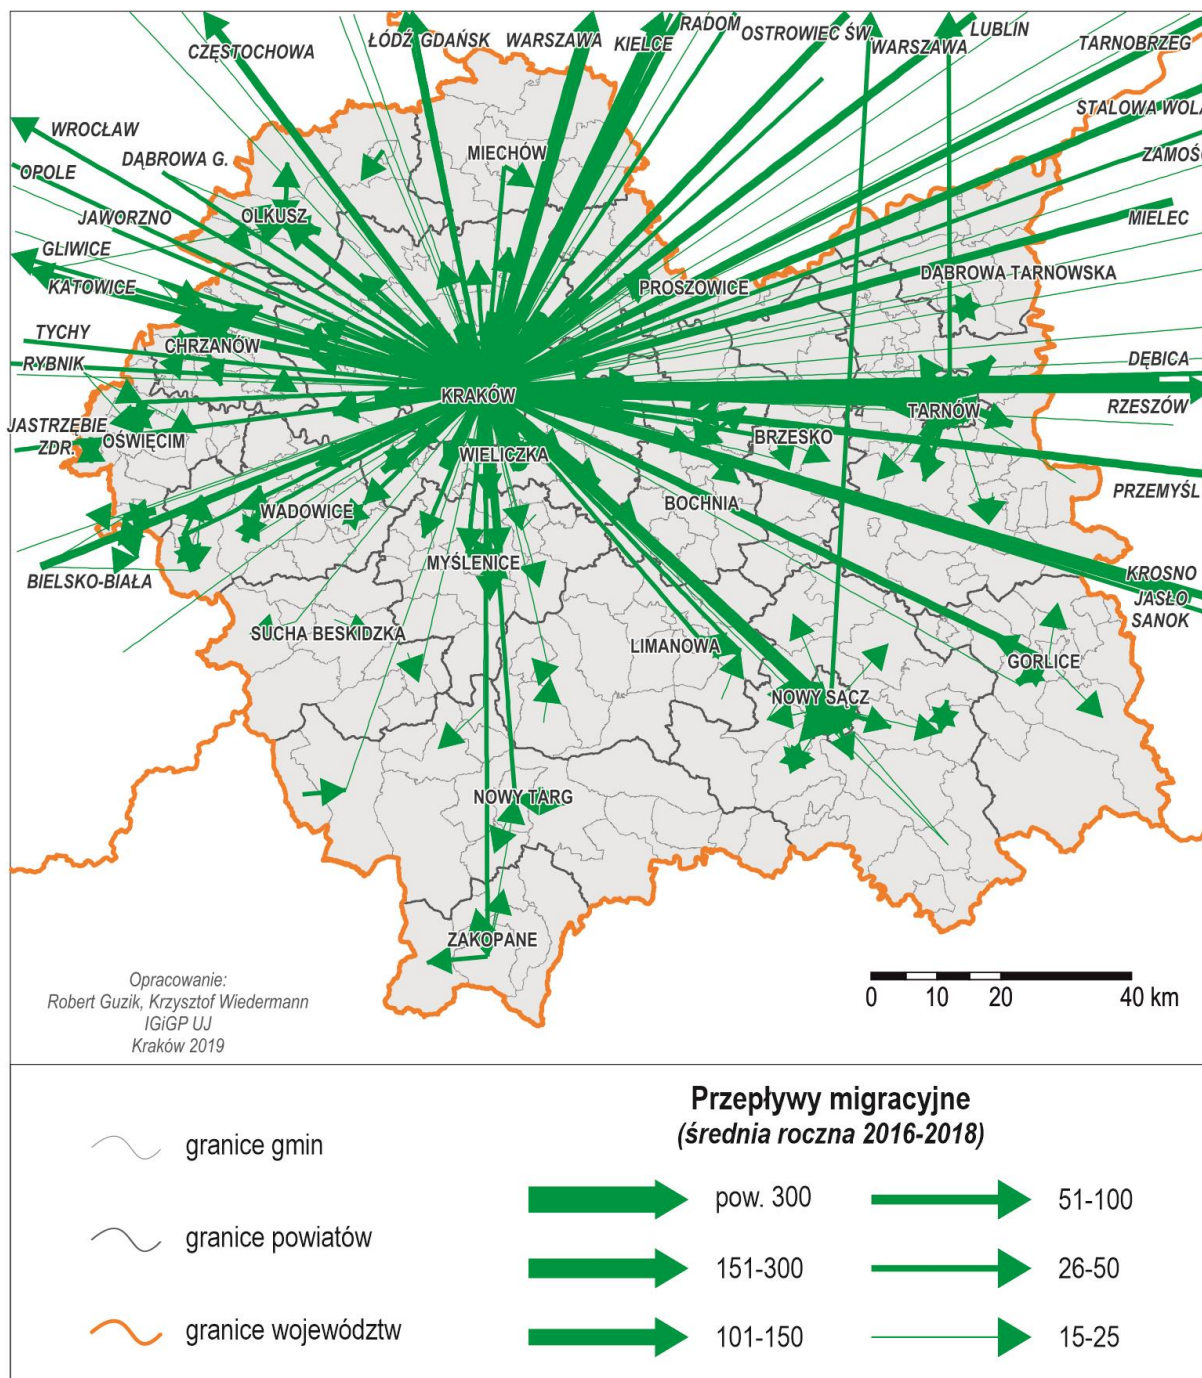 RADOM
ŁÓDŹ
GDAŃSK
WARSZAWA
KIELCE
OSTROWIEC ŚW.
WARSZAWA
LUBLIN
TARNOBRZEG
CZĘSTOCHOWA
STALOWA WOLA
WROCŁAW
DĄBROWA G.
MIECHÓW
ZAMOŚĆ
OPOLE
JAWORZNO
OLKUSZ
MIELEC
GLIWICE
KATOWICE
PROSZOWICE
DĄBROWA TARNOWSKA
TYCHY
CHRZANÓW
RYBNIK
DĘBICA
KRAKÓW
RZESZÓW
JASTRZĘBIE
ZDR.
OŚWIĘCIM
TARNÓW
BRZESKO
WIELICZKA
PRZEMYŚL
WADOWICE
BOCHNIA
BIELSKO-BIAŁA
MYŚLENICE
KROSNO
JASŁO
SANOK
SUCHA BESKIDZKA
LIMANOWA
GORLICE
NOWY SĄCZ
NOWY TARG
ZAKOPANE
Opracowanie:
Robert Guzik, Krzysztof Wiedermann
IGiGP UJ
Kraków 2019
0 10 20 40 km
Przepływy migracyjne
(średnia roczna 2016-2018)
granice gmin
granice powiatów
granice województw
pow. 300
151-300
101-150
51-100
26-50
15-25